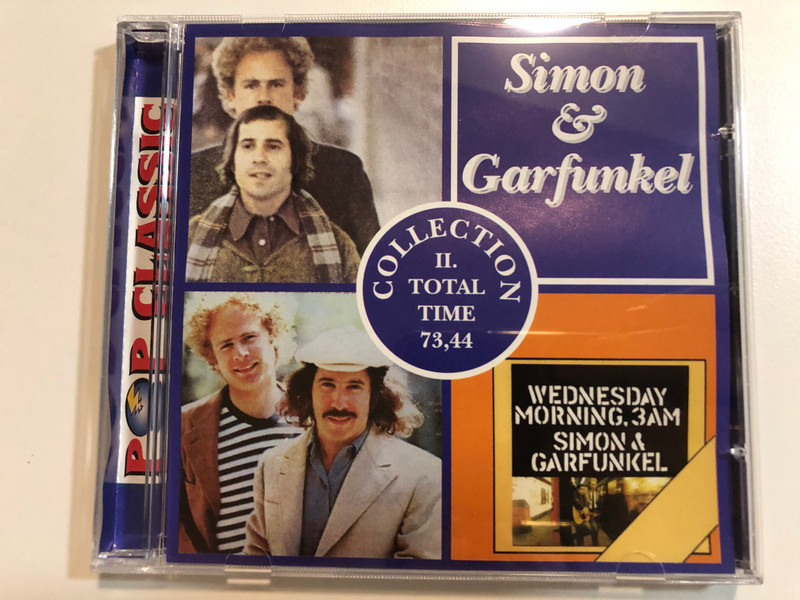 POP CLASSIC
Simon
&
Garfunkel
COLLECTION
II.
TOTAL
TIME
73,44
WEDNESDAY
MORNING, 3AM
SIMON &
GARFUNKEL